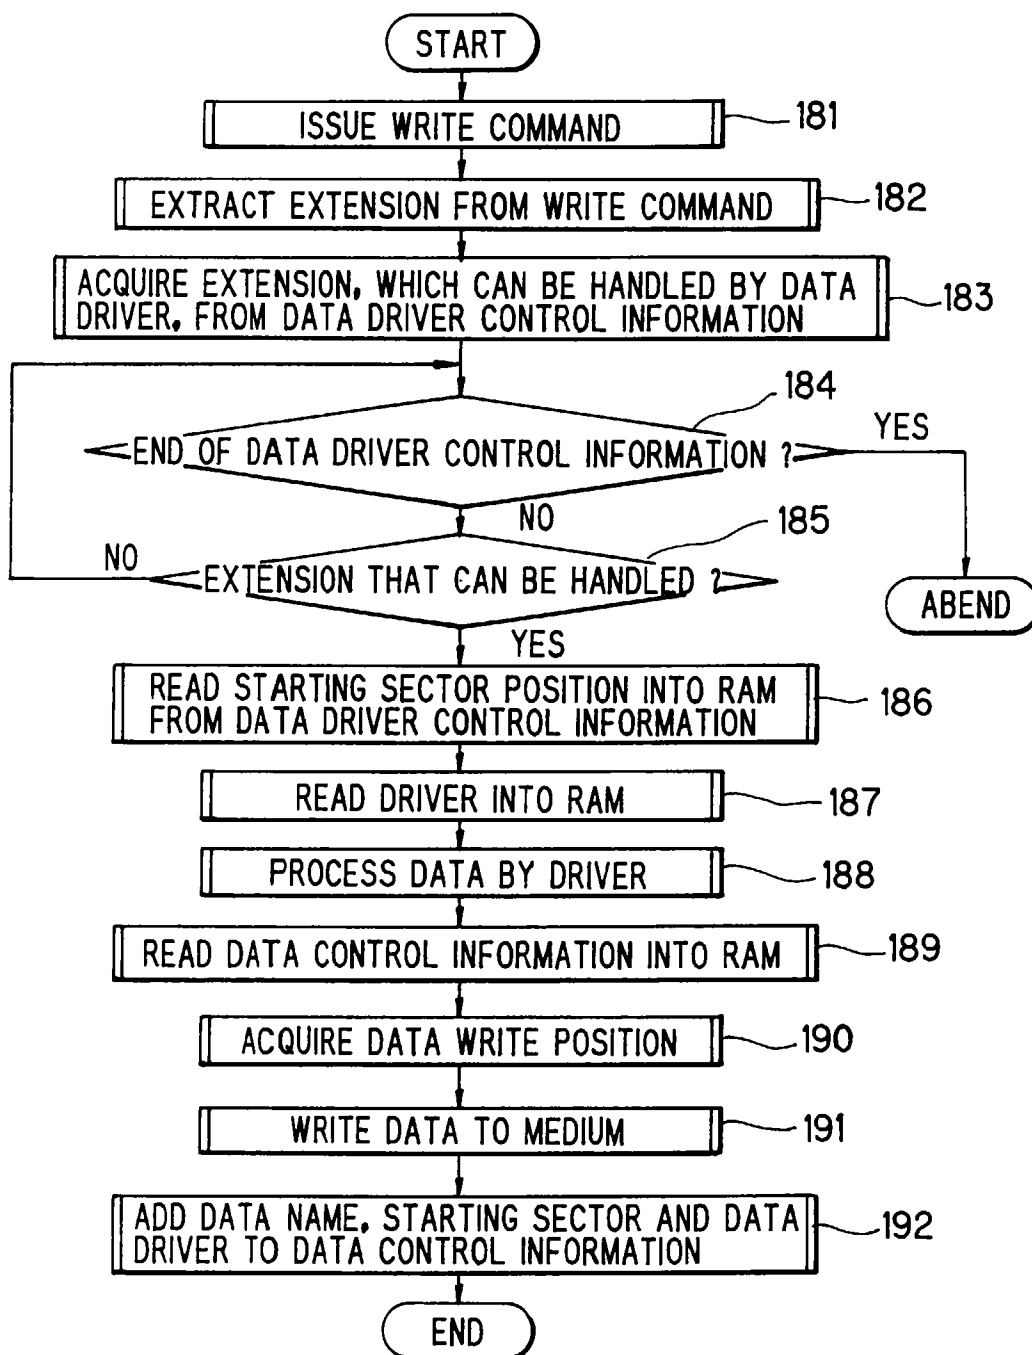 START
ISSUE WRITE COMMAND
181
EXTRACT EXTENSION FROM WRITE COMMAND
182
ACQUIRE EXTENSION, WHICH CAN BE HANDLED BY DATA
DRIVER, FROM DATA DRIVER CONTROL INFORMATION
183
184
END OF DATA DRIVER CONTROL INFORMATION ?
YES
NO
185
NO
EXTENSION THAT CAN BE HANDLED ?
ABEND
YES
READ STARTING SECTOR POSITION INTO RAM
FROM DATA DRIVER CONTROL INFORMATION
186
READ DRIVER INTO RAM
187
PROCESS DATA BY DRIVER
188
READ DATA CONTROL INFORMATION INTO RAM
189
ACQUIRE DATA WRITE POSITION
190
WRITE DATA TO MEDIUM
191
ADD DATA NAME, STARTING SECTOR AND DATA
DRIVER TO DATA CONTROL INFORMATION
192
END